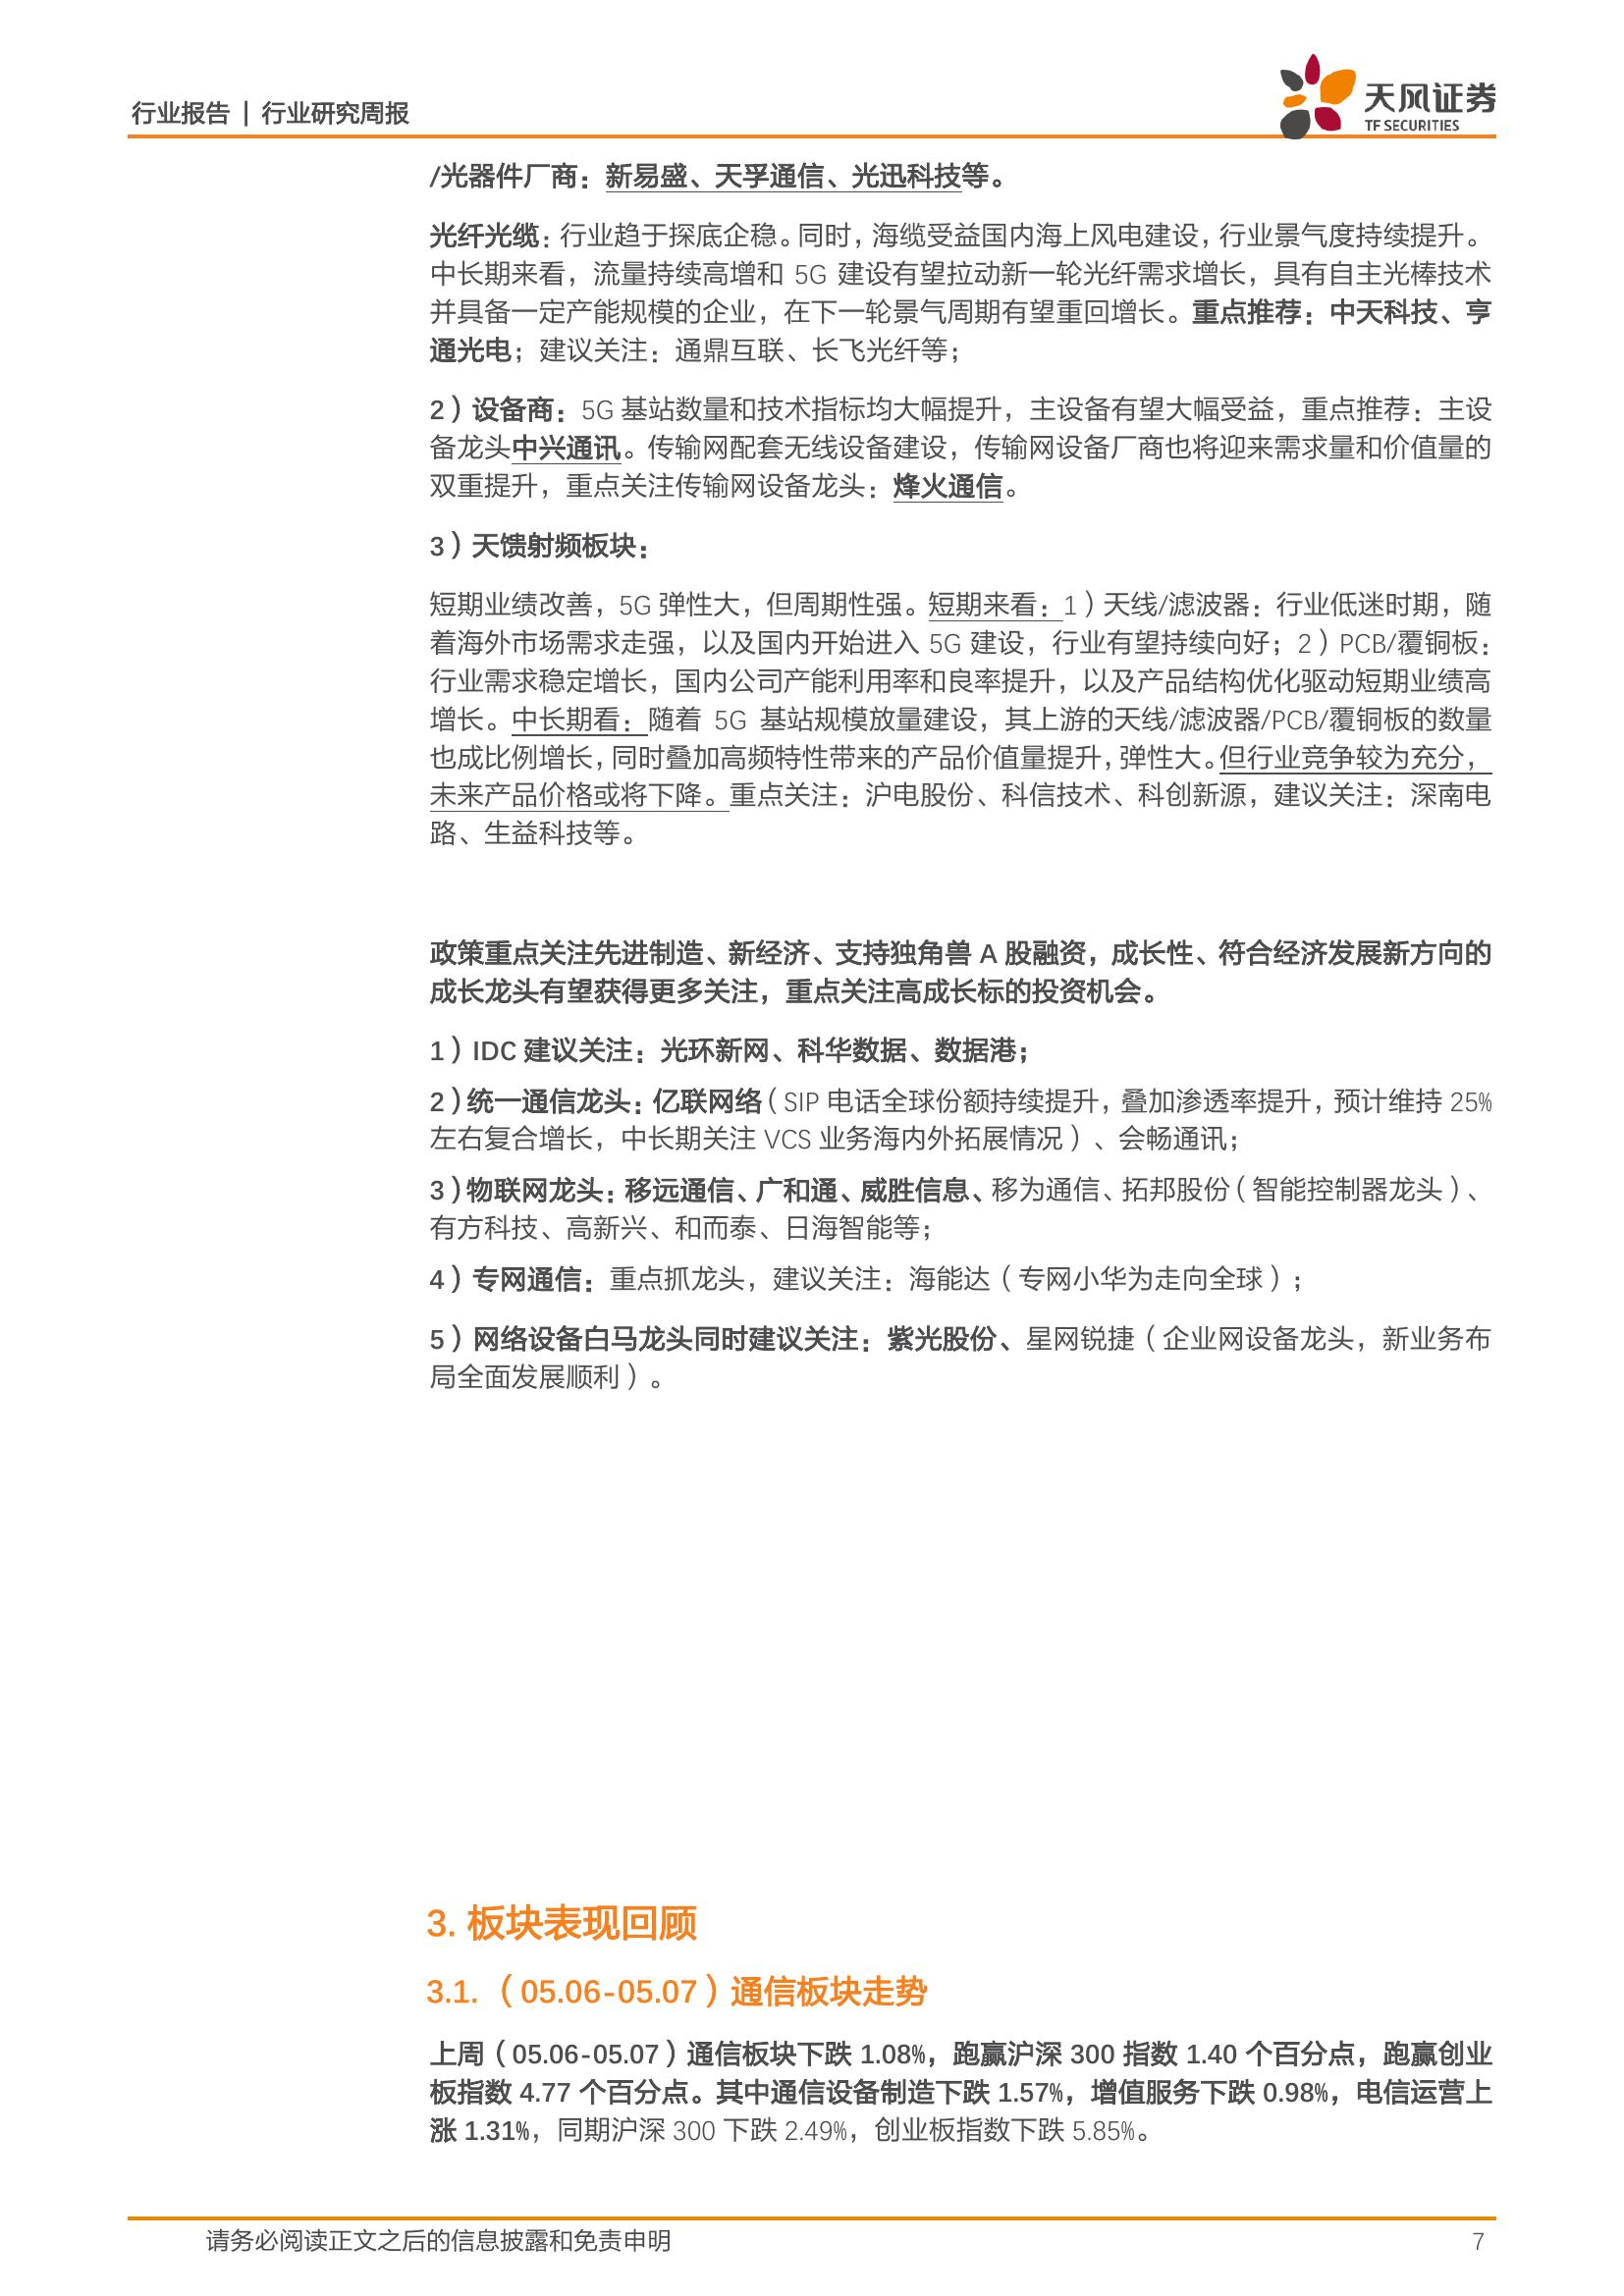 行业报告 | 行业研究周报
天风证券
TF SECURITIES
/光器件厂商：新易盛、天孚通信、光迅科技等。
光纤光缆：行业趋于探底企稳。同时，海缆受益国内海上风电建设，行业景气度持续提升。
中长期来看，流量持续高增和 5G 建设有望拉动新一轮光纤需求增长，具有自主光棒技术
并具备一定产能规模的企业，在下一轮景气周期有望重回增长。重点推荐：中天科技、亨
通光电；建议关注：通鼎互联、长飞光纤等；
2）设备商：5G 基站数量和技术指标均大幅提升，主设备有望大幅受益，重点推荐：主设
备龙头中兴通讯。传输网配套无线设备建设，传输网设备厂商也将迎来需求量和价值量的
双重提升，重点关注传输网设备龙头：烽火通信。
3）天馈射频板块：
短期业绩改善，5G 弹性大，但周期性强。短期来看：1）天线/滤波器：行业低迷时期，随
着海外市场需求走强，以及国内开始进入 5G 建设，行业有望持续向好；2）PCB/覆铜板：
行业需求稳定增长，国内公司产能利用率和良率提升，以及产品结构优化驱动短期业绩高
增长。中长期看：随着 5G 基站规模放量建设，其上游的天线/滤波器/PCB/覆铜板的数量
也成比例增长，同时叠加高频特性带来的产品价值量提升，弹性大。但行业竞争较为充分，
未来产品价格或将下降。重点关注：沪电股份、科信技术、科创新源，建议关注：深南电
路、生益科技等。
政策重点关注先进制造、新经济、支持独角兽 A 股融资，成长性、符合经济发展新方向的
成长龙头有望获得更多关注，重点关注高成长标的投资机会。
1）IDC 建议关注：光环新网、科华数据、数据港；
2）统一通信龙头：亿联网络（SIP 电话全球份额持续提升，叠加渗透率提升，预计维持 25%
左右复合增长，中长期关注 VCS 业务海内外拓展情况）、会畅通讯；
3）物联网龙头：移远通信、广和通、威胜信息、移为通信、拓邦股份（智能控制器龙头）、
有方科技、高新兴、和而泰、日海智能等；
4）专网通信：重点抓龙头，建议关注：海能达（专网小华为走向全球）；
5）网络设备白马龙头同时建议关注：紫光股份、星网锐捷（企业网设备龙头，新业务布
局全面发展顺利）。
3. 板块表现回顾
3.1.（05.06-05.07）通信板块走势
上周（05.06-05.07）通信板块下跌 1.08%，跑赢沪深 300 指数 1.40 个百分点，跑赢创业
板指数 4.77 个百分点。其中通信设备制造下跌 1.57%，增值服务下跌 0.98%，电信运营上
涨 1.31%，同期沪深 300 下跌 2.49%，创业板指数下跌 5.85%。
请务必阅读正文之后的信息披露和免责申明
7